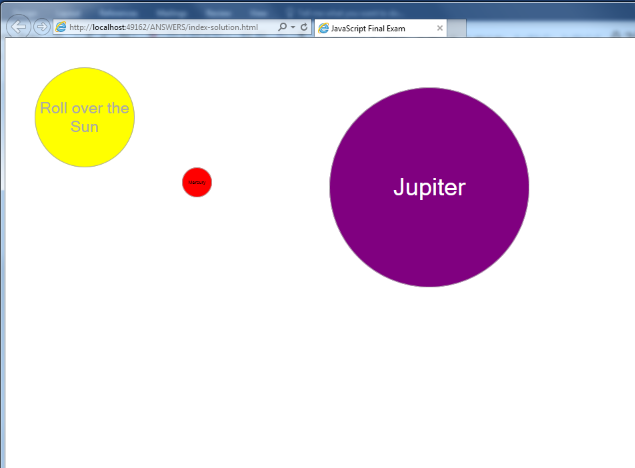 http://localhost:49162/ANSWERS/index-solution.html
JavaScript Final Exam
Roll over the
Sun
Jupiter